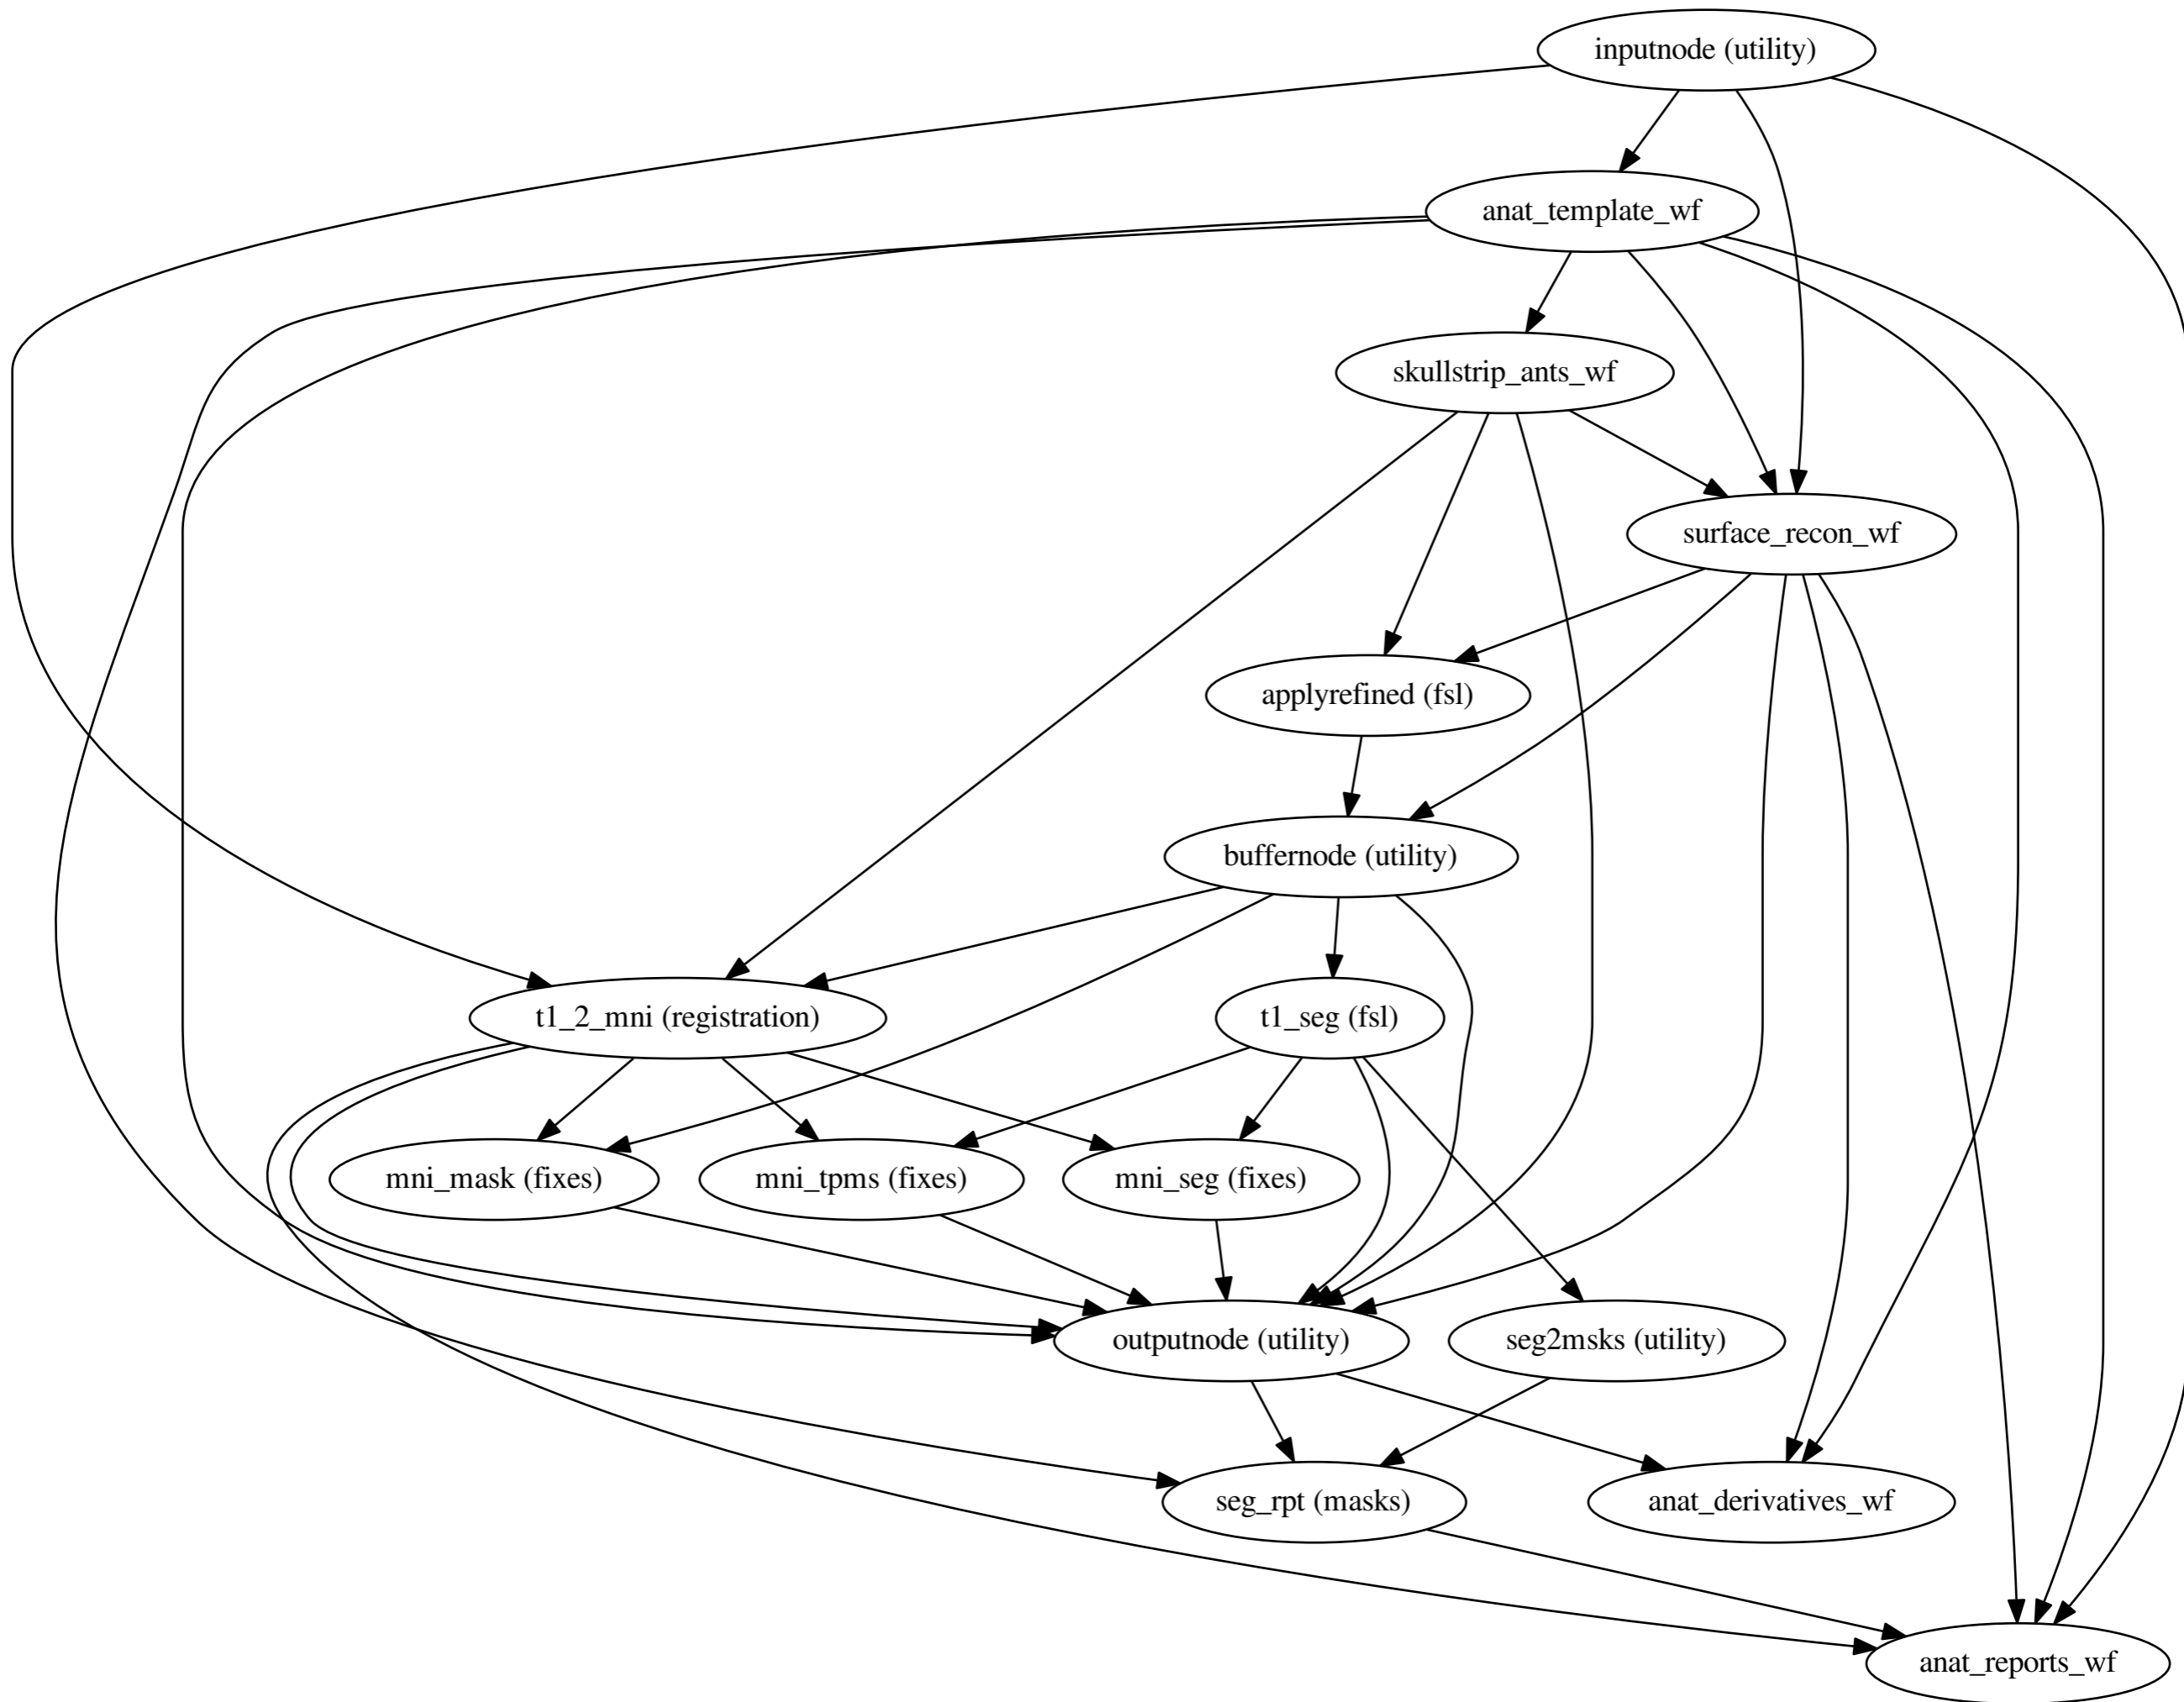 inputnode (utility)
anat_template_wf
skullstrip_ants_wf
surface_recon_wf
applyrefined (fsl)
buffernode (utility)
t1_2_mni (registration)
t1_seg (fsl)
mni_mask (fixes)
mni_tpms (fixes)
mni_seg (fixes)
outputnode (utility)
seg2msks (utility)
seg_rpt (masks)
anat_derivatives_wf
anat_reports_wf